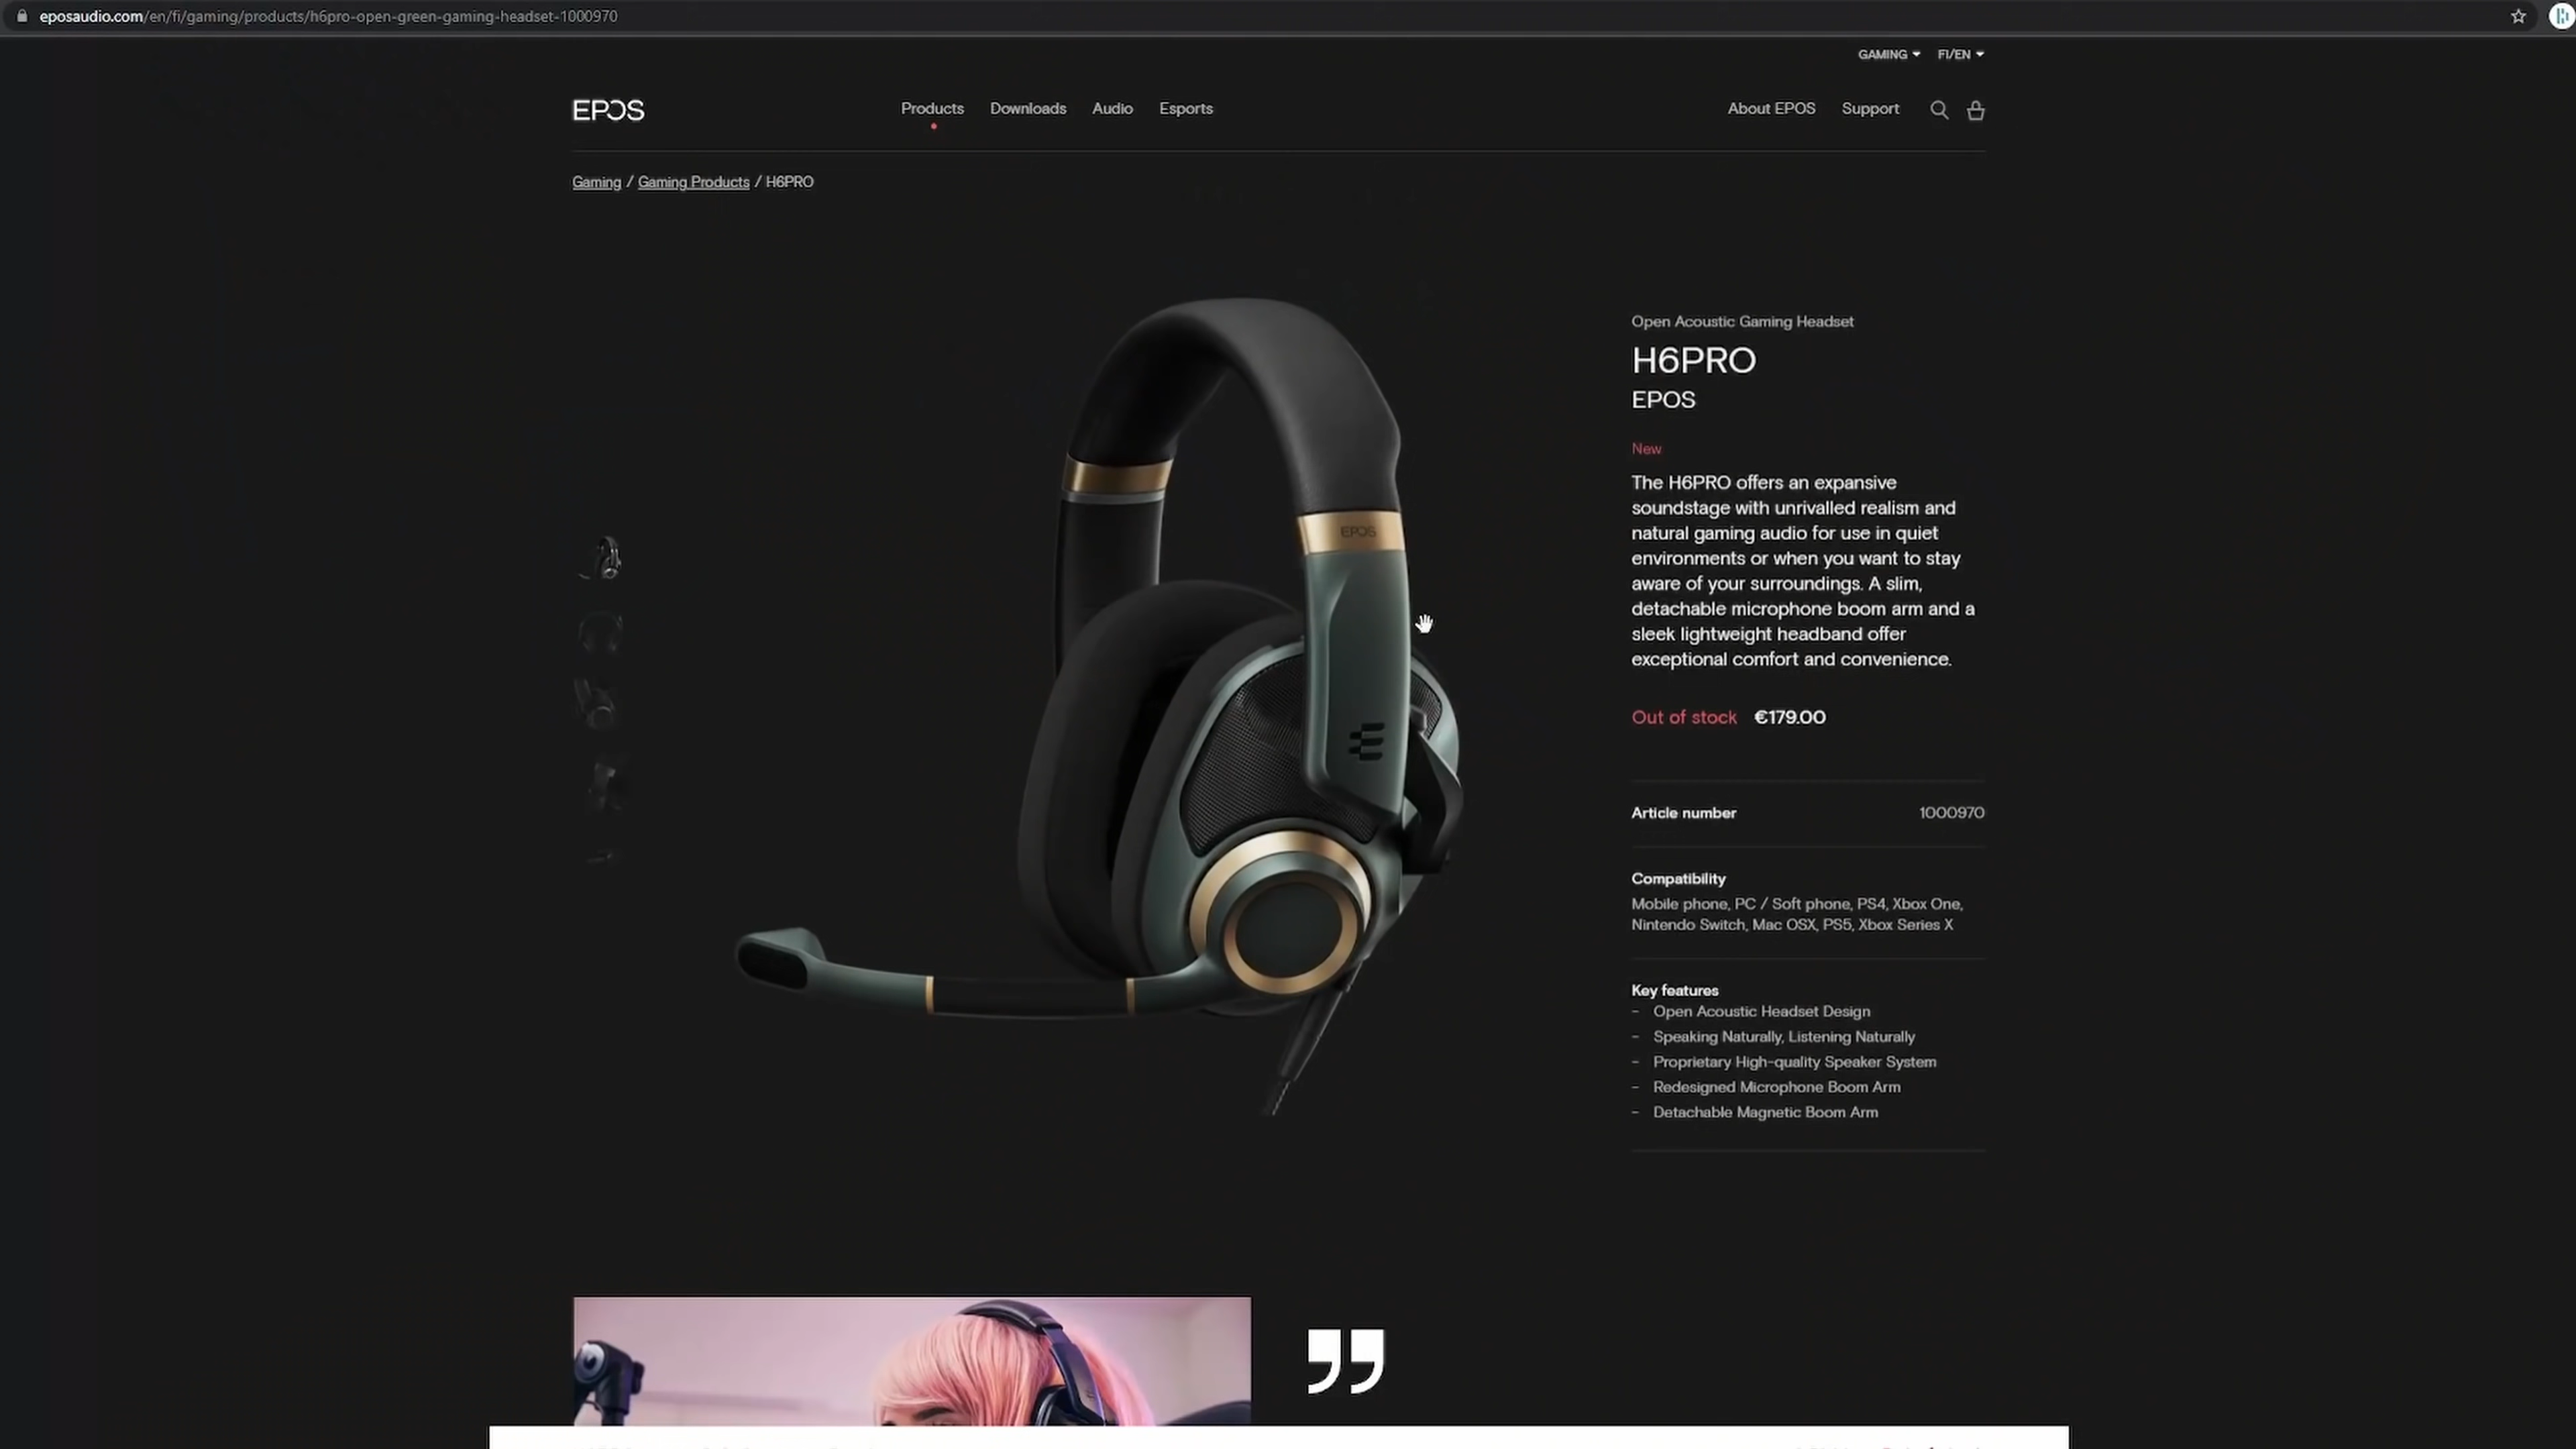 eposaudio.com/en/fi/gaming/products/h6pro-open-green-gaming-headset-1000970
GAMING FI/EN
EPOS Products Downloads Audio Esports About EPOS Support
Gaming / Gaming Products / H6PRO
EPOS
Open Acoustic Gaming Headset
H6PRO
EPOS
New
The H6PRO offers an expansive
soundstage with unrivalled realism and
natural gaming audio for use in quiet
environments or when you want to stay
aware of your surroundings. A slim,
detachable microphone boom arm and a
sleek lightweight headband offer
exceptional comfort and convenience.
Out of stock €179.00
Article number 1000970
Compatibility
Mobile phone, PC / Soft phone, PS4, Xbox One,
Nintendo Switch, Mac OSX, PS5, Xbox Series X
Key features
- Open Acoustic Headset Design
- Speaking Naturally, Listening Naturally
- Proprietary High-quality Speaker System
- Redesigned Microphone Boom Arm
- Detachable Magnetic Boom Arm